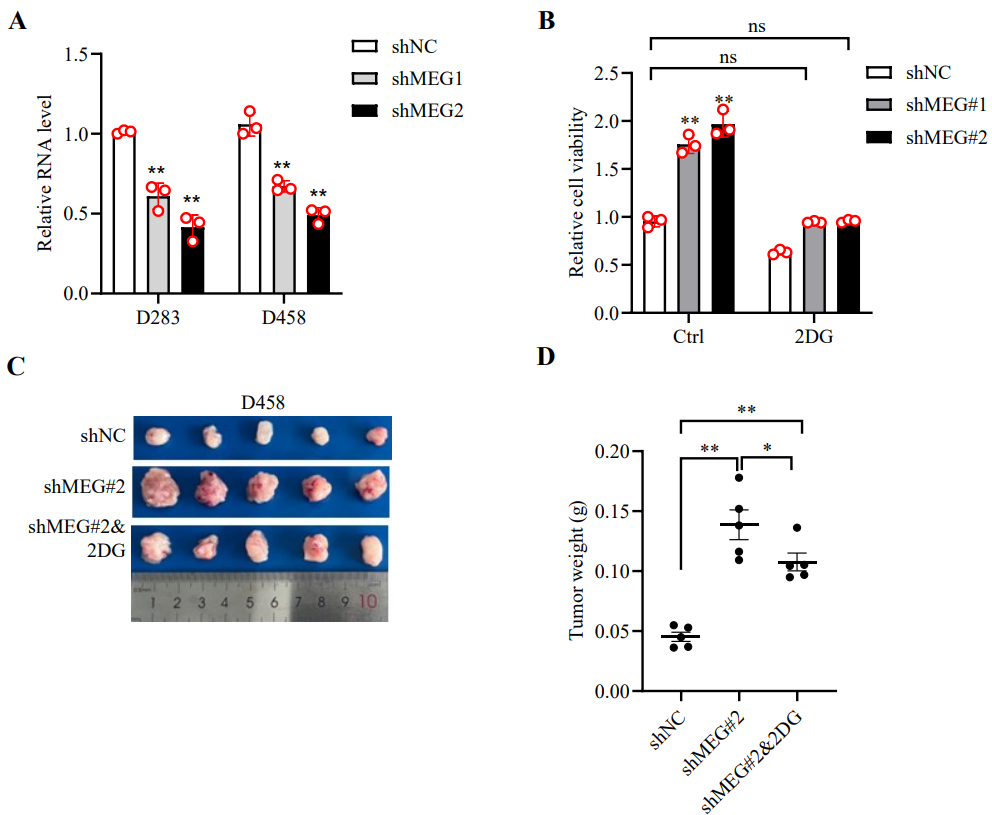 A
1.5
1.0
0.5
0.0
Relative RNA level
shNC
shMEG1
shMEG2
**
**
**
**
D283
D458
B
ns
ns
2.5
2.0
1.5
1.0
0.5
0.0
Relative cell viability
shNC
shMEG#1
shMEG#2
**
**
Ctrl
2DG
C
D458
shNC
shMEG#2
shMEG#2&
2DG
1 2 3 4 5 6 7 8 9 10
D
**
**
*
0.20
0.15
0.10
0.05
0.00
Tumor weight (g)
shNC
shMEG#2
shMEG#2&2DG